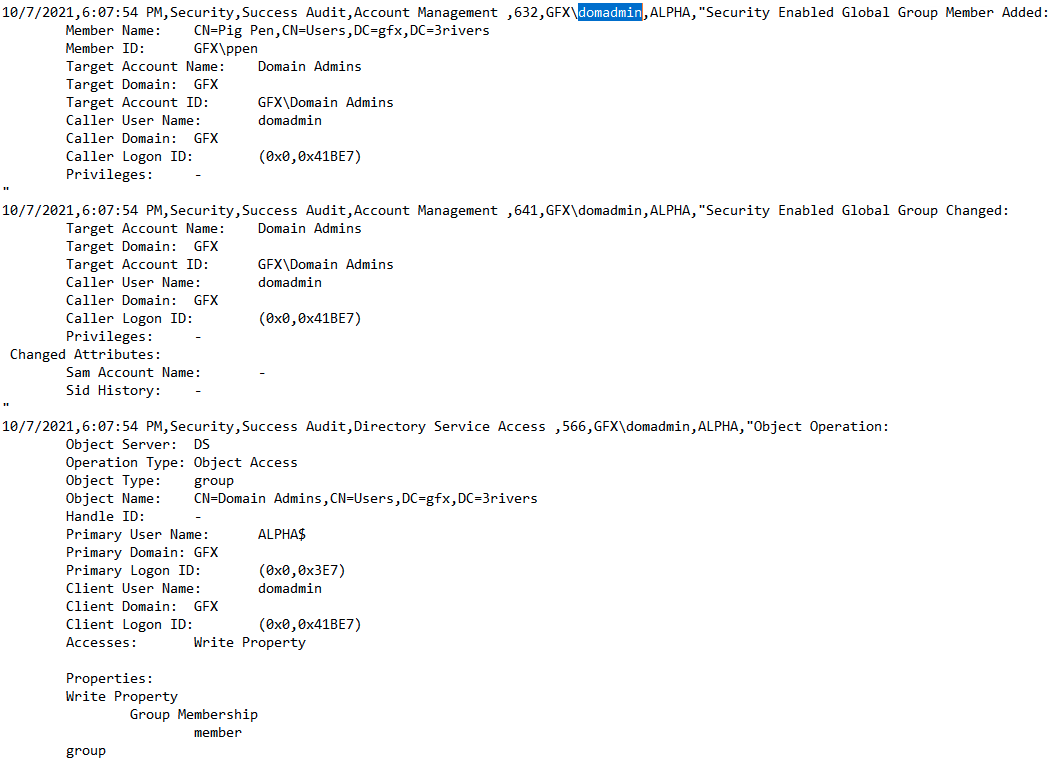 10/7/2021,6:07:54 PM,Security,Success Audit,Account Management ,632,GFX\domadmin,ALPHA,"Security Enabled Global Group Member Added:
Member Name: CN=Pig Pen,CN=Users,DC=gfx,DC=3rivers
Member ID: GFX\ppen
Target Account Name: Domain Admins
Target Domain: GFX
Target Account ID: GFX\Domain Admins
Caller User Name: domadmin
Caller Domain: GFX
Caller Logon ID: (0x0,0x41BE7)
Privileges: -
"
10/7/2021,6:07:54 PM,Security,Success Audit,Account Management ,641,GFX\domadmin,ALPHA,"Security Enabled Global Group Changed:
Target Account Name: Domain Admins
Target Domain: GFX
Target Account ID: GFX\Domain Admins
Caller User Name: domadmin
Caller Domain: GFX
Caller Logon ID: (0x0,0x41BE7)
Privileges: -
Changed Attributes:
Sam Account Name: -
Sid History: -
"
10/7/2021,6:07:54 PM,Security,Success Audit,Directory Service Access ,566,GFX\domadmin,ALPHA,"Object Operation:
Object Server: DS
Operation Type: Object Access
Object Type: group
Object Name: CN=Domain Admins,CN=Users,DC=gfx,DC=3rivers
Handle ID: -
Primary User Name: ALPHA$
Primary Domain: GFX
Primary Logon ID: (0x0,0x3E7)
Client User Name: domadmin
Client Domain: GFX
Client Logon ID: (0x0,0x41BE7)
Accesses: Write Property
Properties:
Write Property
Group Membership
member
group